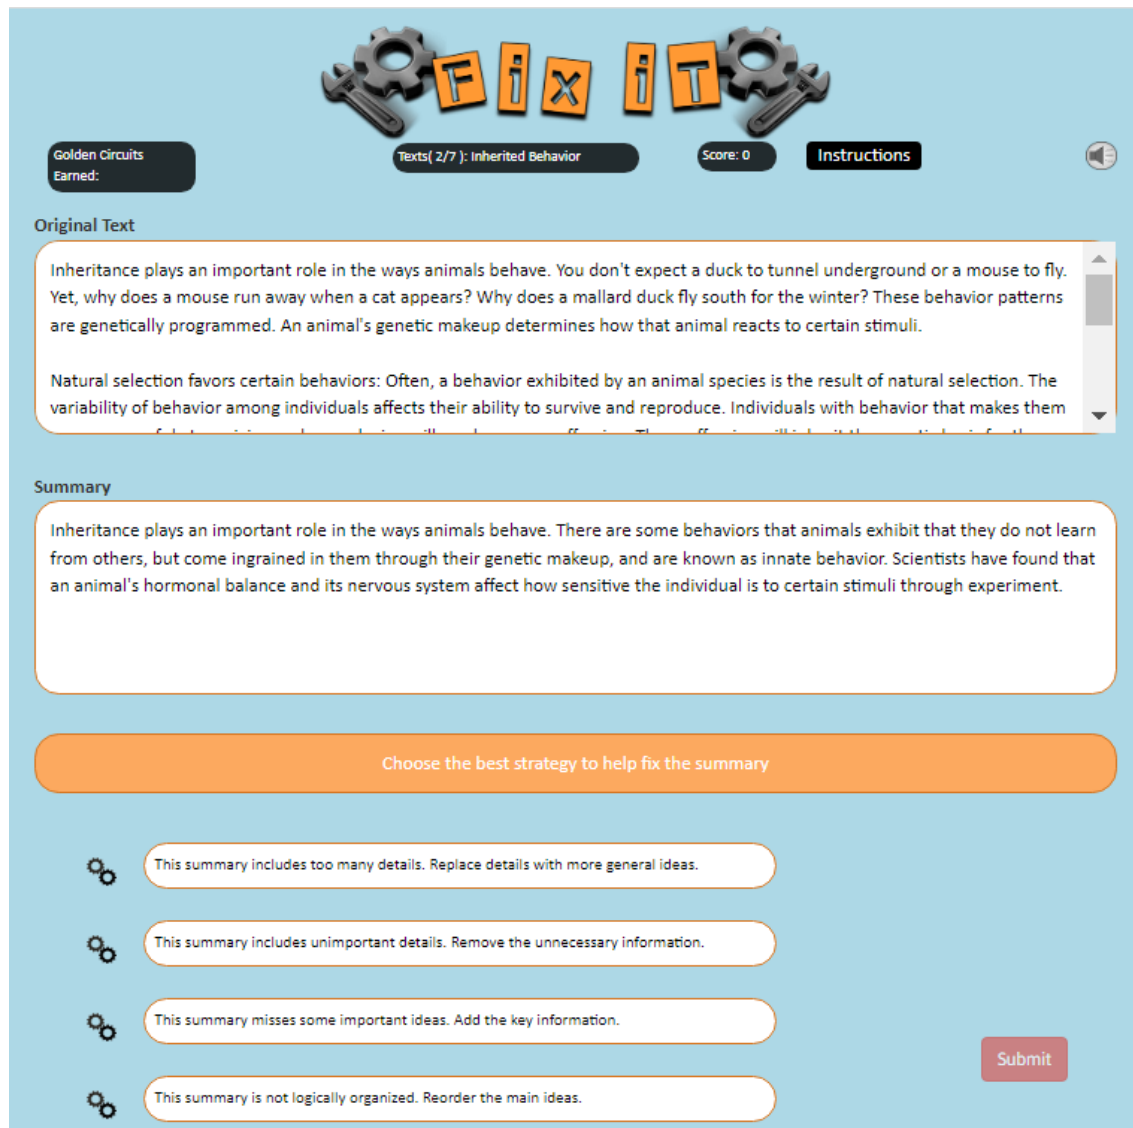 Fix iT
Golden Circuits
Earned:
Texts( 2/7 ): Inherited Behavior
Score: 0
Instructions
Original Text
Inheritance plays an important role in the ways animals behave. You don't expect a duck to tunnel underground or a mouse to fly.
Yet, why does a mouse run away when a cat appears? Why does a mallard duck fly south for the winter? These behavior patterns
are genetically programmed. An animal's genetic makeup determines how that animal reacts to certain stimuli.
Natural selection favors certain behaviors: Often, a behavior exhibited by an animal species is the result of natural selection. The
variability of behavior among individuals affects their ability to survive and reproduce. Individuals with behavior that makes them
Summary
Inheritance plays an important role in the ways animals behave. There are some behaviors that animals exhibit that they do not learn
from others, but come ingrained in them through their genetic makeup, and are known as innate behavior. Scientists have found that
an animal's hormonal balance and its nervous system affect how sensitive the individual is to certain stimuli through experiment.
Choose the best strategy to help fix the summary
This summary includes too many details. Replace details with more general ideas.
This summary includes unimportant details. Remove the unnecessary information.
This summary misses some important ideas. Add the key information.
Submit
This summary is not logically organized. Reorder the main ideas.